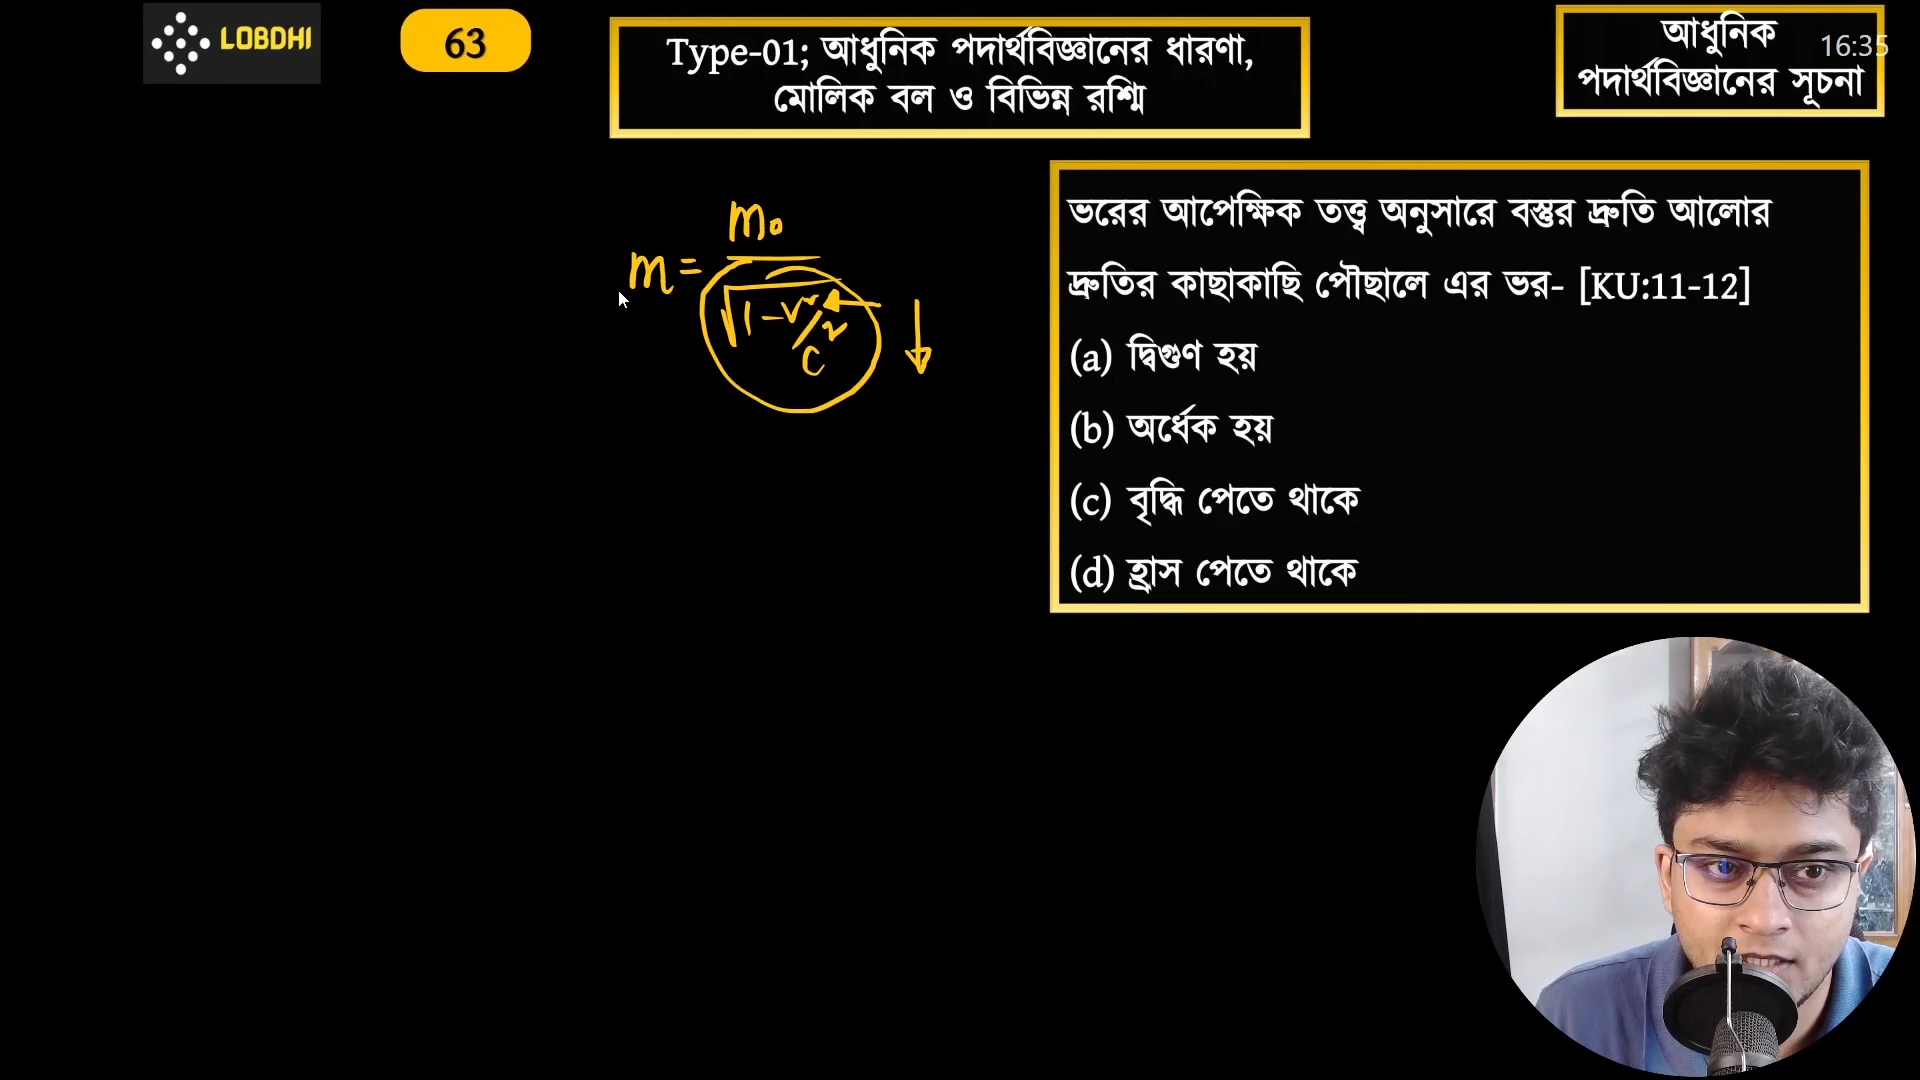 LOBDHI
63
Type-01; আধুনিক পদার্থবিজ্ঞানের ধারণা,
মোলিক বল ও বিভিন্ন রশ্মি
আধুনিক
পদার্থবিজ্ঞানের সূচনা
16:35
m = m₀ / √1 - v²/c²
ভরের আপেক্ষিক তত্ত্ব অনুসারে বস্তুর দ্রুতি আলোর
দ্রুতির কাছাকাছি পৌছালে এর ভর- [KU:11-12]
(a) দ্বিগুণ হয়
(b) অর্ধেক হয়
(c) বৃদ্ধি পেতে থাকে
(d) হ্রাস পেতে থাকে